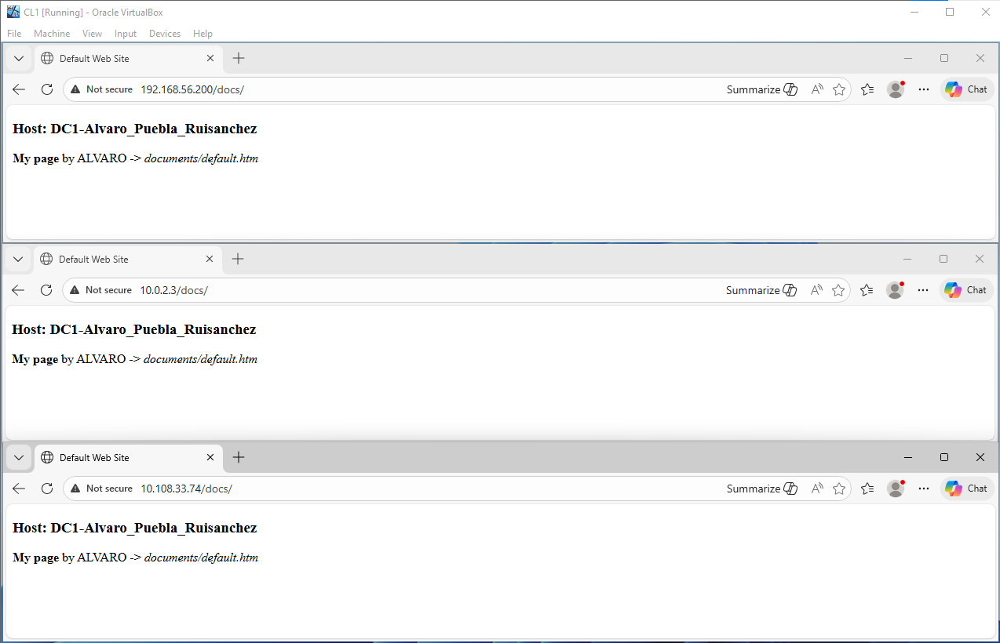 CL1 [Running] - Oracle VirtualBox
File Machine View Input Devices Help
Default Web Site
Not secure 192.168.56.200/docs/ Summarize Chat
Host: DC1-Alvaro_Puebla_Ruisanchez
My page by ALVARO -> documents/default.htm
Default Web Site
Not secure 10.0.2.3/docs/ Summarize Chat
Host: DC1-Alvaro_Puebla_Ruisanchez
My page by ALVARO -> documents/default.htm
Default Web Site
Not secure 10.108.33.74/docs/ Summarize Chat
Host: DC1-Alvaro_Puebla_Ruisanchez
My page by ALVARO -> documents/default.htm